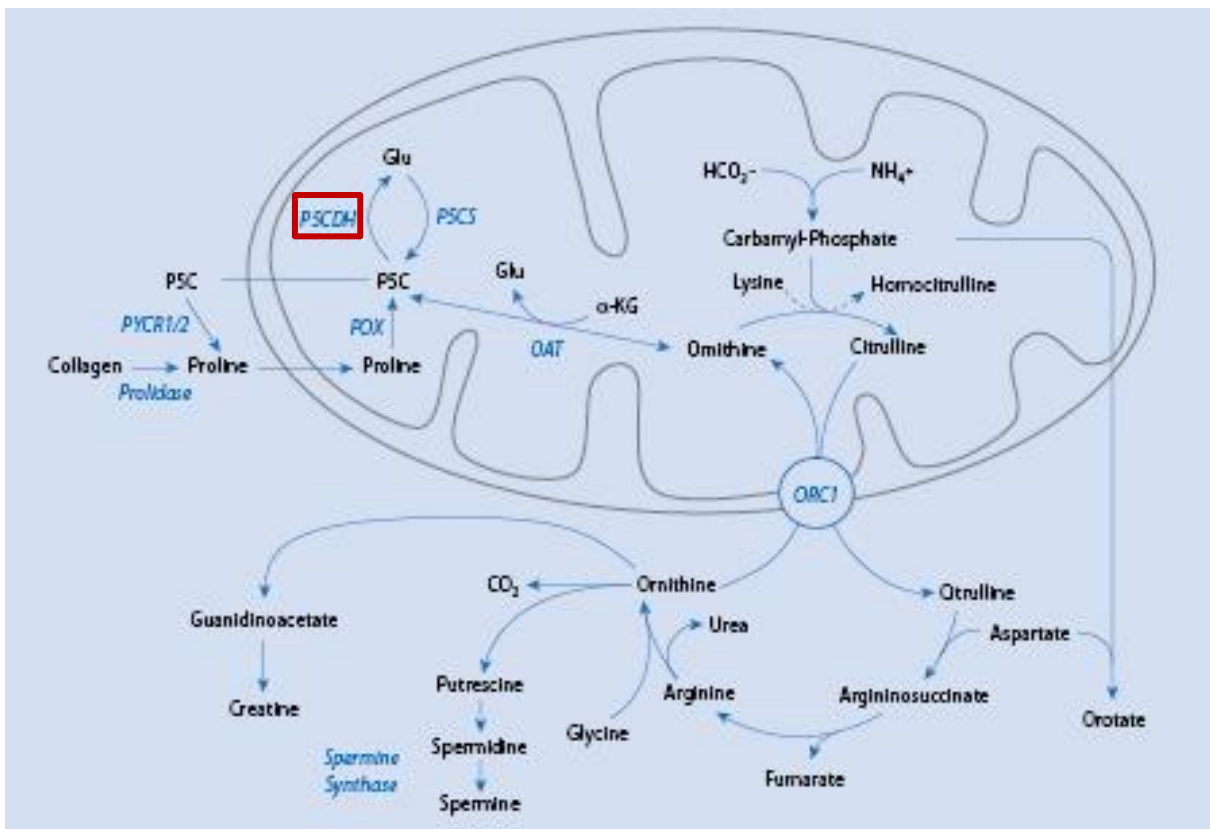 Glu
HCO₂-
NH₄+
P5CDH
P5CS
Carbamyl-Phosphate
P5C
P5C
Glu
Lysine
Homocitrulline
α-KG
PYCR1/2
POX
OAT
Ornithine
Citrulline
Collagen
Proline
Proline
Prolidase
ORC1
CO₂
Ornithine
Citrulline
Guanidinoacetate
Urea
Aspartate
Putrescine
Arginine
Argininosuccinate
Creatine
Glycine
Orotate
Spermidine
Spermine
Synthase
Fumarate
Spermine